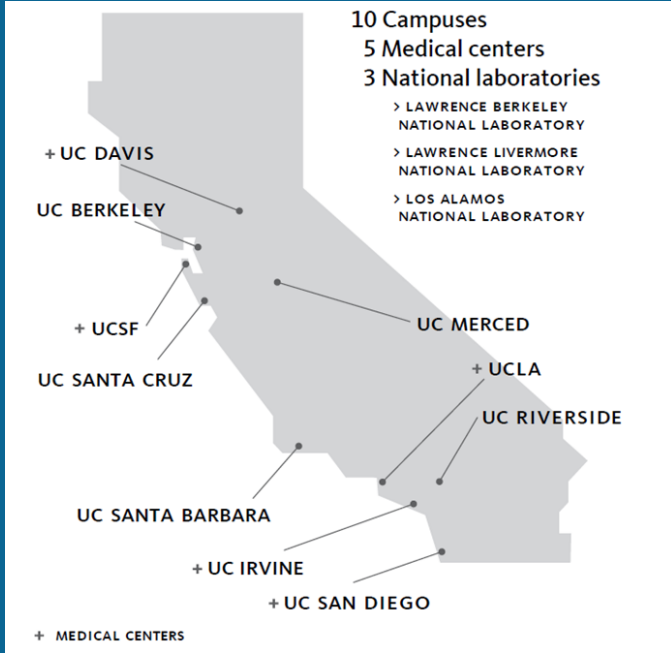 10 Campuses
5 Medical centers
3 National laboratories
> LAWRENCE BERKELEY
NATIONAL LABORATORY
> LAWRENCE LIVERMORE
NATIONAL LABORATORY
> LOS ALAMOS
NATIONAL LABORATORY
+ UC DAVIS
UC BERKELEY
+ UCSF
UC MERCED
UC SANTA CRUZ
+ UCLA
UC RIVERSIDE
UC SANTA BARBARA
+ UC IRVINE
+ UC SAN DIEGO
+ MEDICAL CENTERS